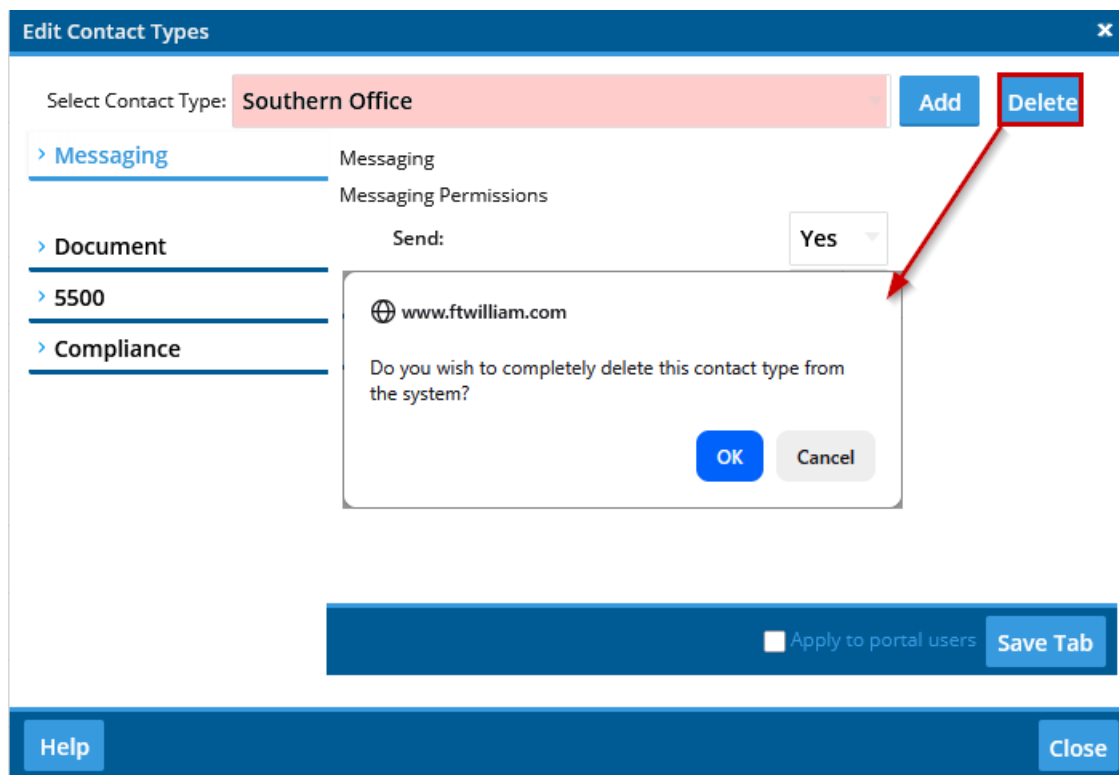 Edit Contact Types
Select Contact Type: Southern Office Add Delete
Messaging
Messaging
Messaging Permissions
Send: Yes
Document
5500
Compliance
www.ftwilliam.com
Do you wish to completely delete this contact type from
the system?
OK Cancel
Apply to portal users Save Tab
Help Close